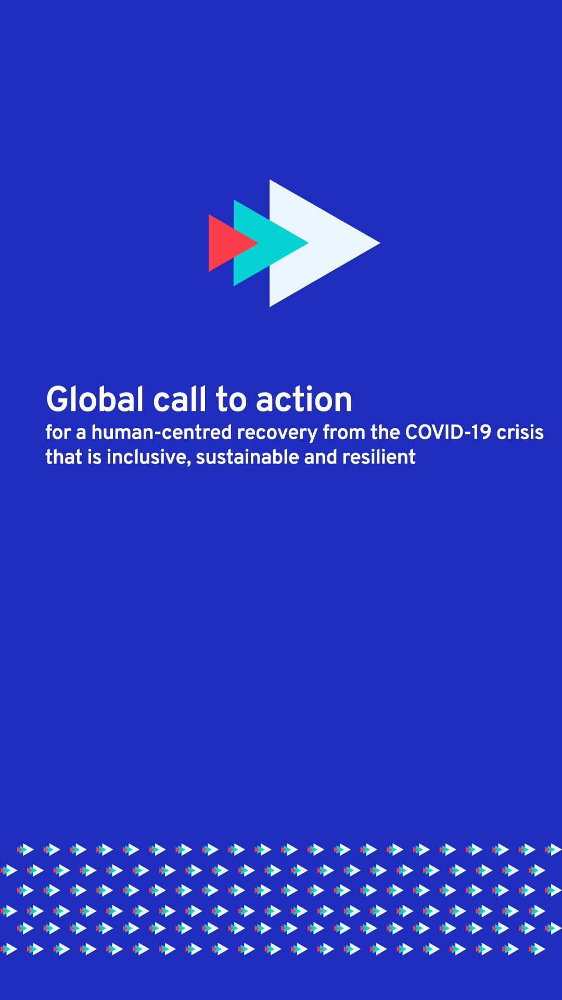 Global call to action
for a human-centred recovery from the COVID-19 crisis
that is inclusive, sustainable and resilient